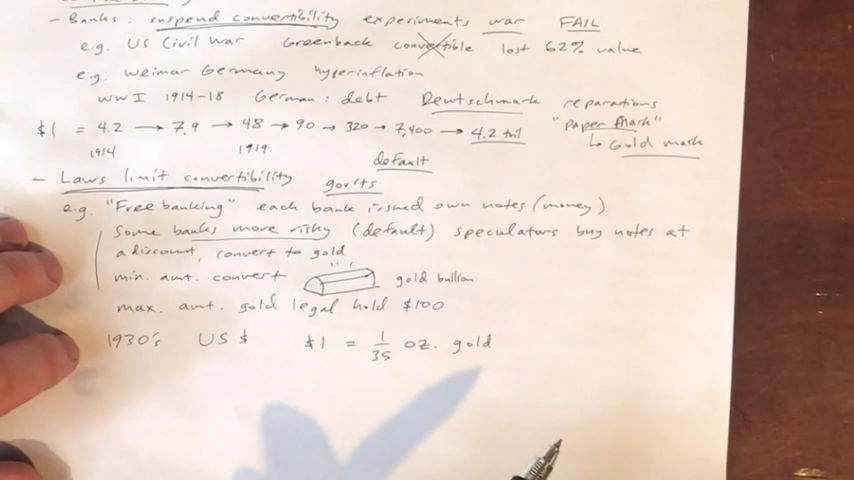 - Banks: suspend convertibility experiments war FAIL
e.g. US Civil War Greenback convertible lost 62% value
e.g. Weimar Germany hyperinflation
WWI 1914-18 German: debt Deutschmark reparations
$1 = 4.2 → 7.9 → 48 → 90 → 320 → 7,400 → 4.2 tril "paper Mark"
↳ Gold mark
1914 1919
default
- Laws limit convertibility gov'ts
e.g. "Free banking" each bank issued own notes (money)
Some banks more risky (default) speculators buy notes at
a discount, convert to gold
min. amt. convert gold bullion
max. amt. gold legal hold $100
1930's US $ $1 = 1/35 oz. gold